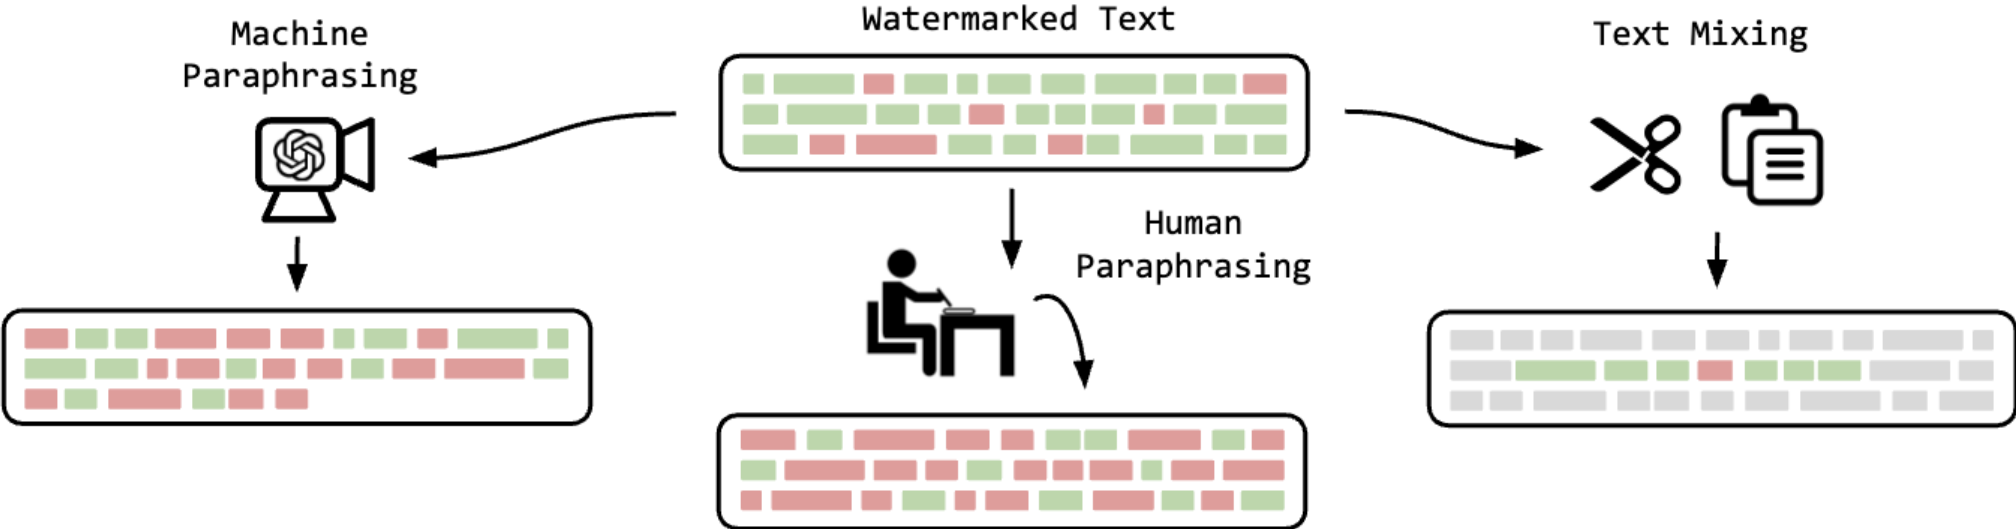 Machine
Paraphrasing
Watermarked Text
Text Mixing
Human
Paraphrasing